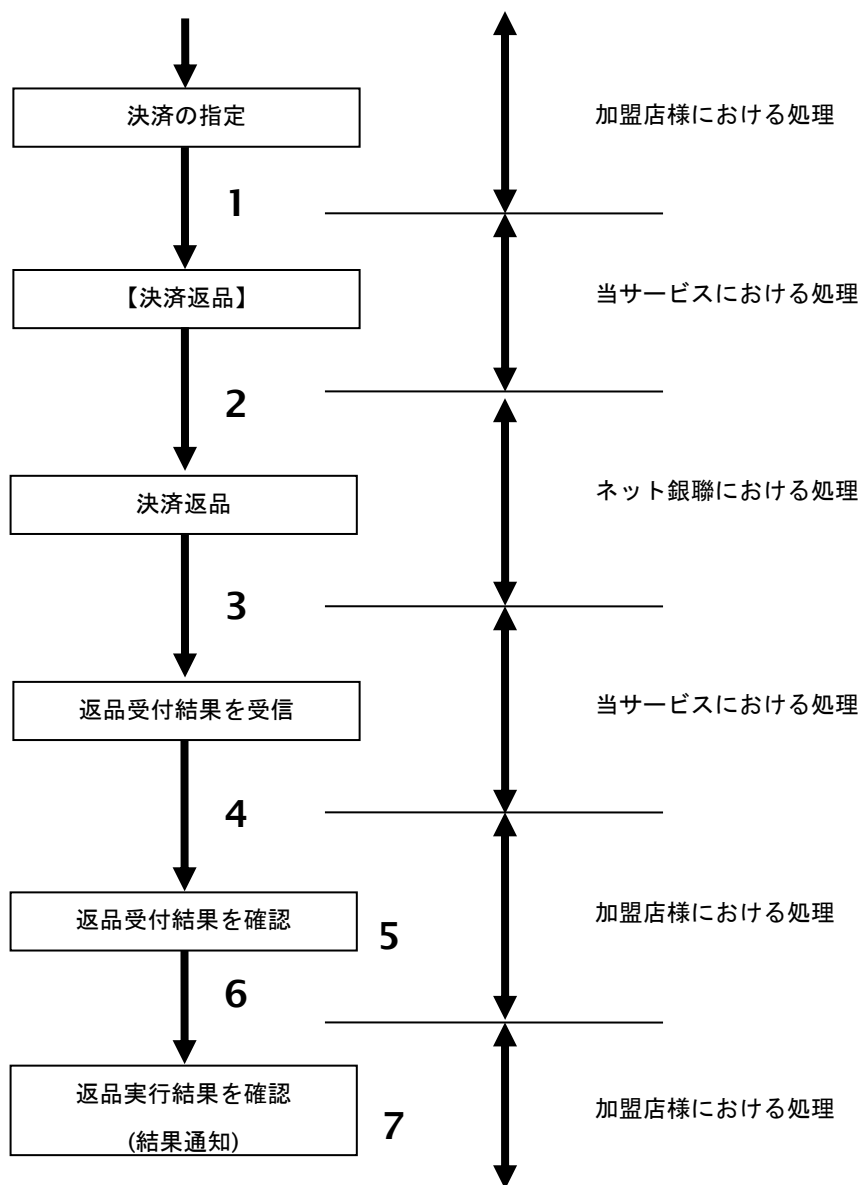 決済の指定
加盟店様における処理
1
【決済返品】
当サービスにおける処理
2
決済返品
ネット銀聯における処理
3
返品受付結果を受信
当サービスにおける処理
4
返品受付結果を確認
5
加盟店様における処理
6
返品実行結果を確認
(結果通知)
7
加盟店様における処理